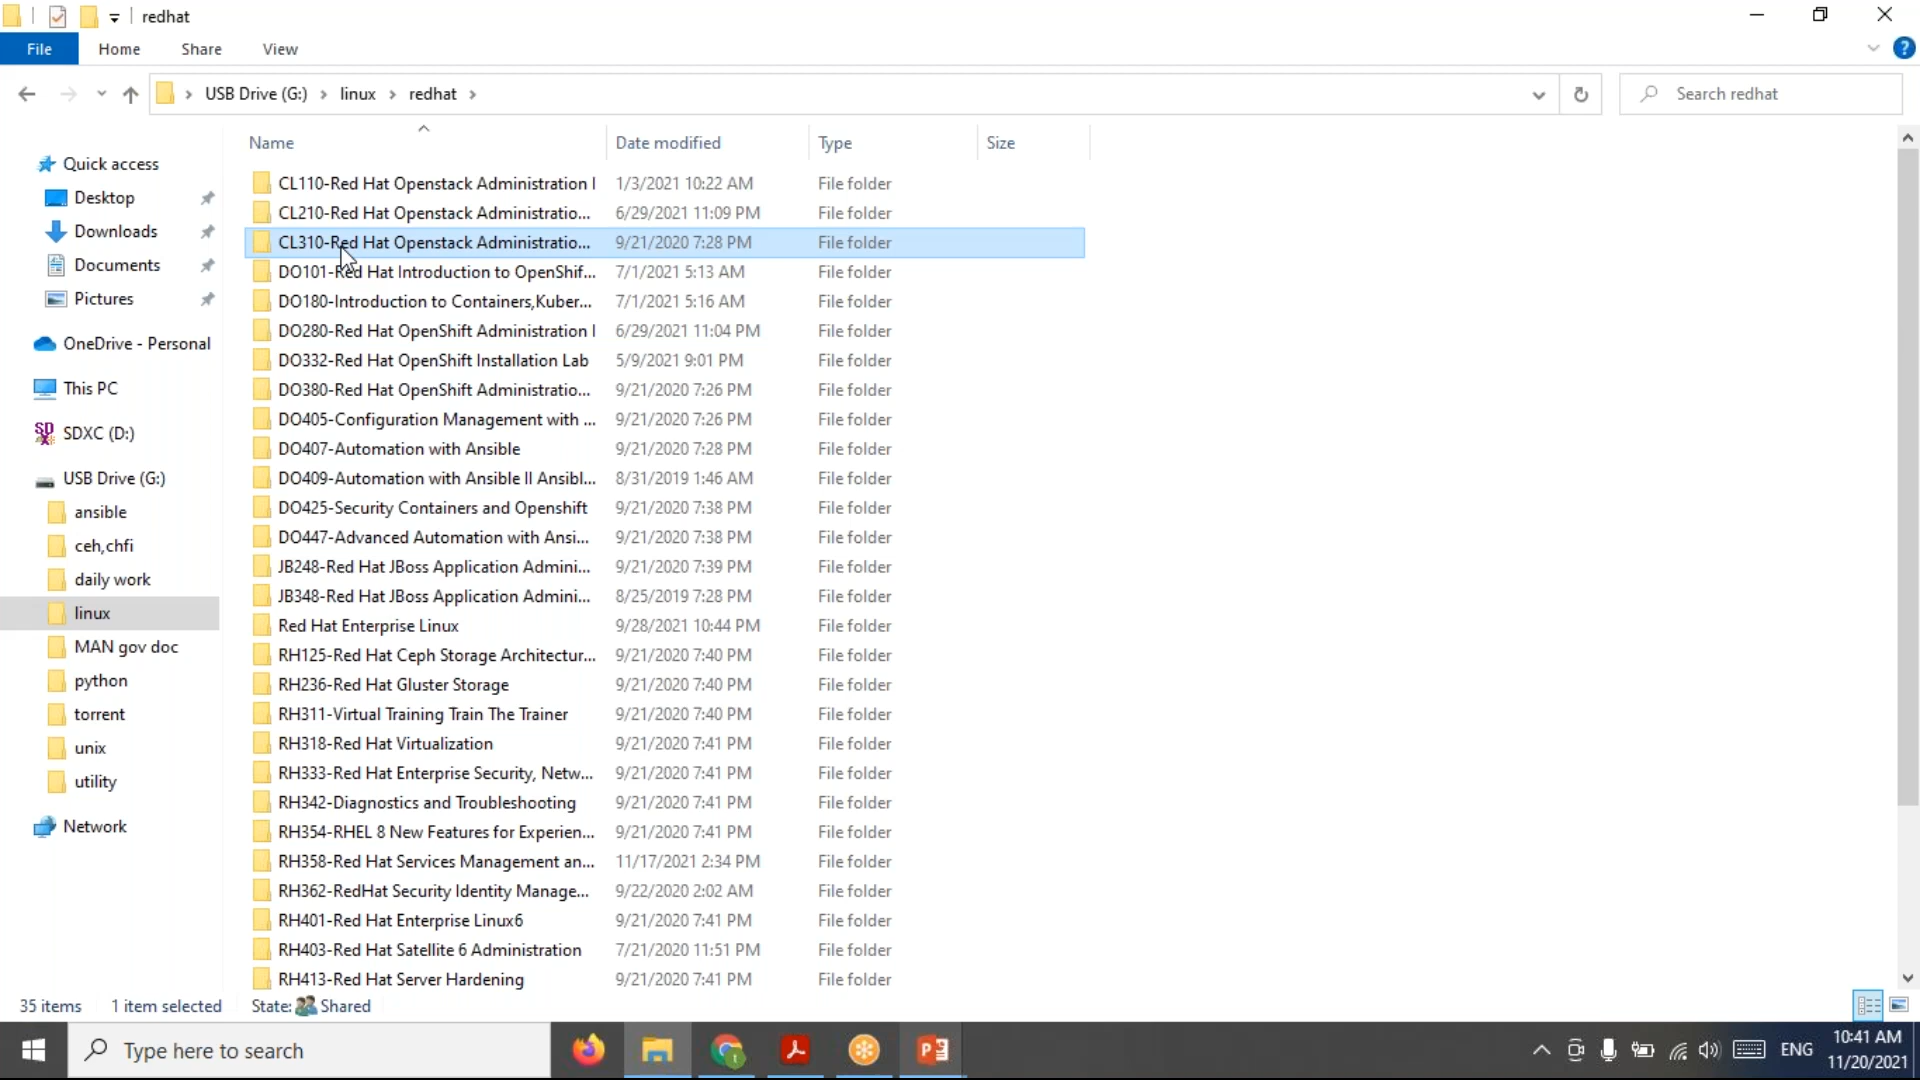 redhat
File Home Share View
USB Drive (G:) linux redhat
Search redhat
Name Date modified Type Size
Quick access
Desktop
Downloads
Documents
Pictures
OneDrive - Personal
This PC
SDXC (D:)
USB Drive (G:)
ansible
ceh,chfi
daily work
linux
MAN gov doc
python
torrent
unix
utility
Network
CL110-Red Hat Openstack Administration I 1/3/2021 10:22 AM File folder
CL210-Red Hat Openstack Administratio... 6/29/2021 11:09 PM File folder
CL310-Red Hat Openstack Administratio... 9/21/2020 7:28 PM File folder
DO101-Red Hat Introduction to OpenShif... 7/1/2021 5:13 AM File folder
DO180-Introduction to Containers,Kuber... 7/1/2021 5:16 AM File folder
DO280-Red Hat OpenShift Administration I 6/29/2021 11:04 PM File folder
DO332-Red Hat OpenShift Installation Lab 5/9/2021 9:01 PM File folder
DO380-Red Hat OpenShift Administratio... 9/21/2020 7:26 PM File folder
DO405-Configuration Management with ... 9/21/2020 7:26 PM File folder
DO407-Automation with Ansible 9/21/2020 7:28 PM File folder
DO409-Automation with Ansible II Ansibl... 8/31/2019 1:46 AM File folder
DO425-Security Containers and Openshift 9/21/2020 7:38 PM File folder
DO447-Advanced Automation with Ansi... 9/21/2020 7:38 PM File folder
JB248-Red Hat JBoss Application Admini... 9/21/2020 7:39 PM File folder
JB348-Red Hat JBoss Application Admini... 8/25/2019 7:28 PM File folder
Red Hat Enterprise Linux 9/28/2021 10:44 PM File folder
RH125-Red Hat Ceph Storage Architectur... 9/21/2020 7:40 PM File folder
RH236-Red Hat Gluster Storage 9/21/2020 7:40 PM File folder
RH311-Virtual Training Train The Trainer 9/21/2020 7:40 PM File folder
RH318-Red Hat Virtualization 9/21/2020 7:41 PM File folder
RH333-Red Hat Enterprise Security, Netw... 9/21/2020 7:41 PM File folder
RH342-Diagnostics and Troubleshooting 9/21/2020 7:41 PM File folder
RH354-RHEL 8 New Features for Experien... 9/21/2020 7:41 PM File folder
RH358-Red Hat Services Management an... 11/17/2021 2:34 PM File folder
RH362-RedHat Security Identity Manage... 9/22/2020 2:02 AM File folder
RH401-Red Hat Enterprise Linux6 9/21/2020 7:41 PM File folder
RH403-Red Hat Satellite 6 Administration 7/21/2020 11:51 PM File folder
RH413-Red Hat Server Hardening 9/21/2020 7:41 PM File folder
35 items 1 item selected State: Shared
Type here to search
ENG
10:41 AM
11/20/2021